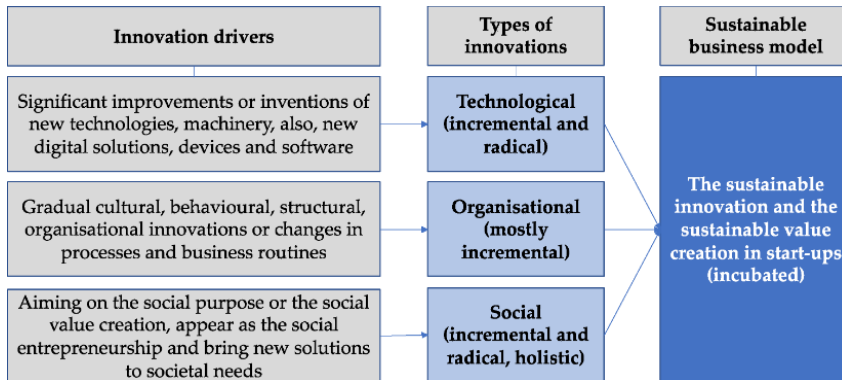 Innovation drivers
Types of
innovations
Sustainable
business model
Significant improvements or inventions of
new technologies, machinery, also, new
digital solutions, devices and software
Technological
(incremental and
radical)
Gradual cultural, behavioural, structural,
organisational innovations or changes in
processes and business routines
Organisational
(mostly
incremental)
Aiming on the social purpose or the social
value creation, appear as the social
entrepreneurship and bring new solutions
to societal needs
Social
(incremental and
radical, holistic)
The sustainable
innovation and the
sustainable value
creation in start-ups
(incubated)